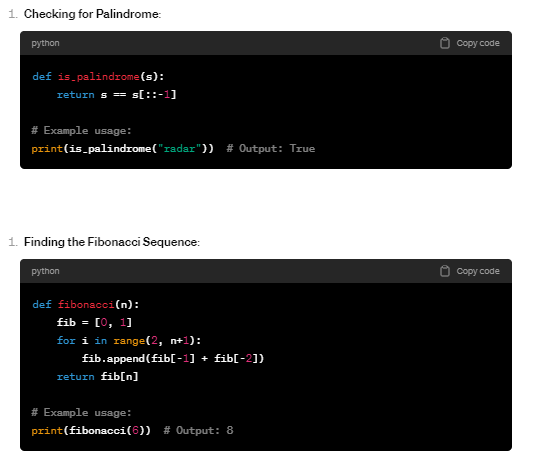 1. Checking for Palindrome:
python Copy code
def is_palindrome(s):
    return s == s[::-1]
# Example usage:
print(is_palindrome("radar"))  # Output: True
1. Finding the Fibonacci Sequence:
python Copy code
def fibonacci(n):
    fib = [0, 1]
    for i in range(2, n+1):
        fib.append(fib[-1] + fib[-2])
    return fib[n]
# Example usage:
print(fibonacci(6))  # Output: 8